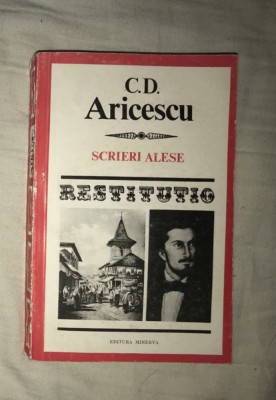 C.D.
Aricescu
SCRIERI ALESE
RESTITUTIO
EDITURA MINERVA